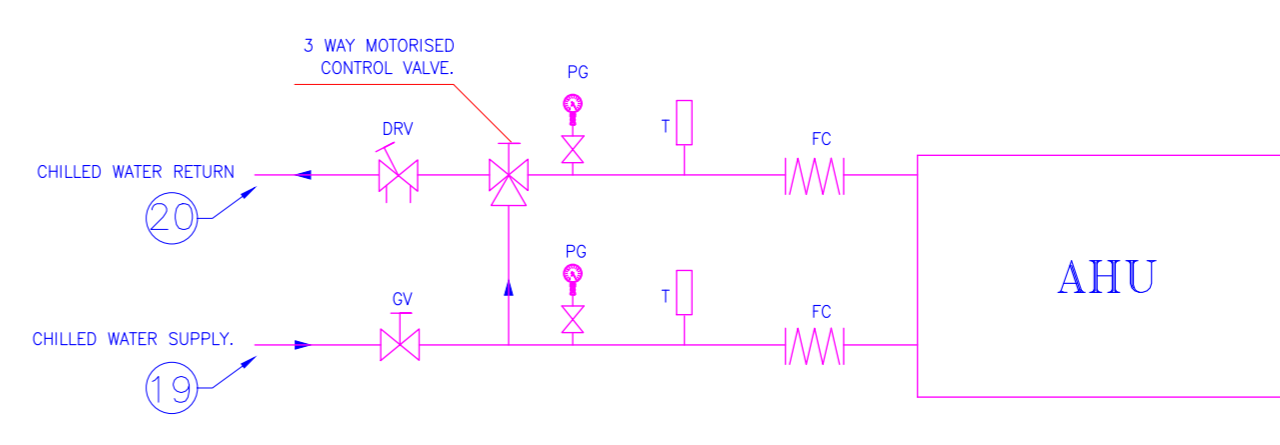 3 WAY MOTORISED
CONTROL VALVE.
PG
DRV
T
FC
CHILLED WATER RETURN
20
AHU
PG
GV
T
FC
CHILLED WATER SUPPLY.
19